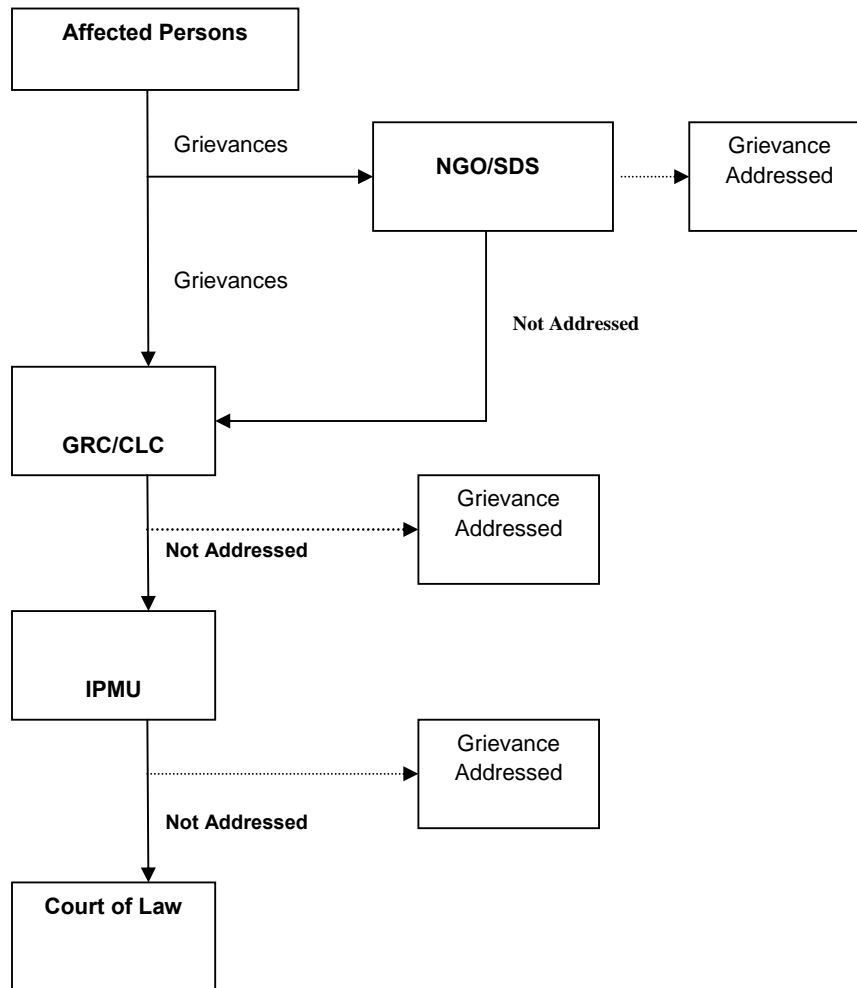 Affected Persons
Grievances
NGO/SDS
Grievance
Addressed
Grievances
Not Addressed
GRC/CLC
Grievance
Addressed
Not Addressed
IPMU
Grievance
Addressed
Not Addressed
Court of Law